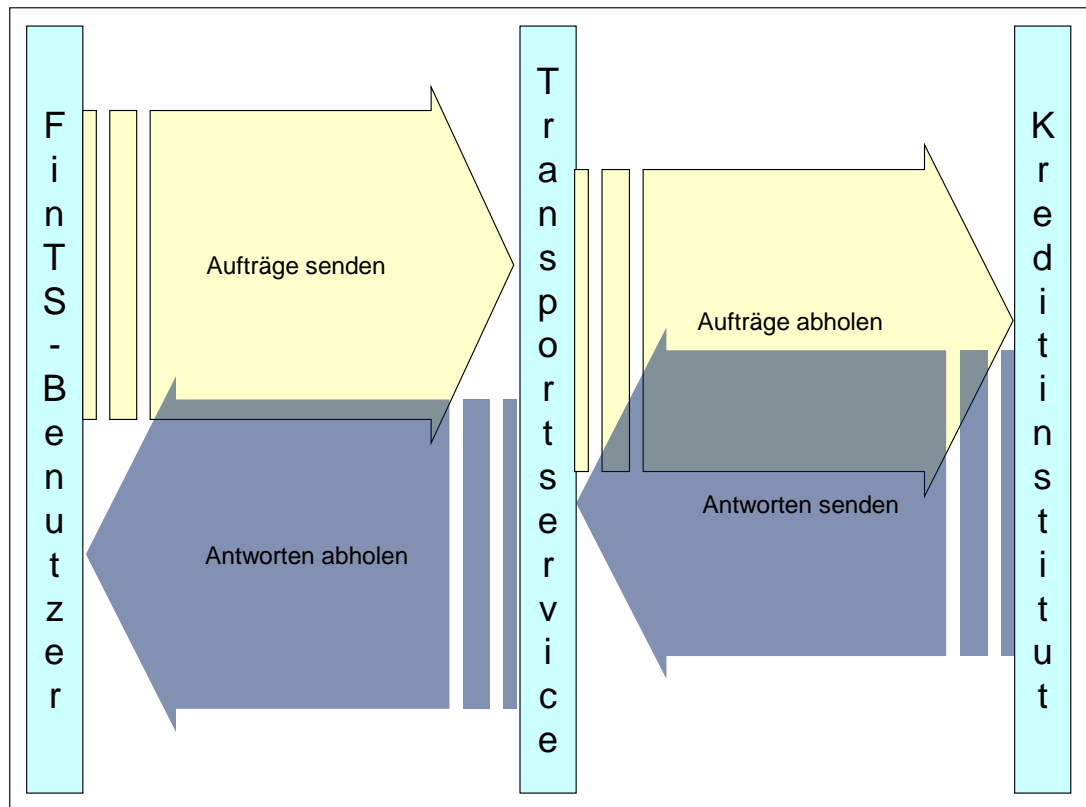 FinTS-Benutzer
Transportservice
Kreditinstitut
Aufträge senden
Aufträge abholen
Antworten senden
Antworten abholen